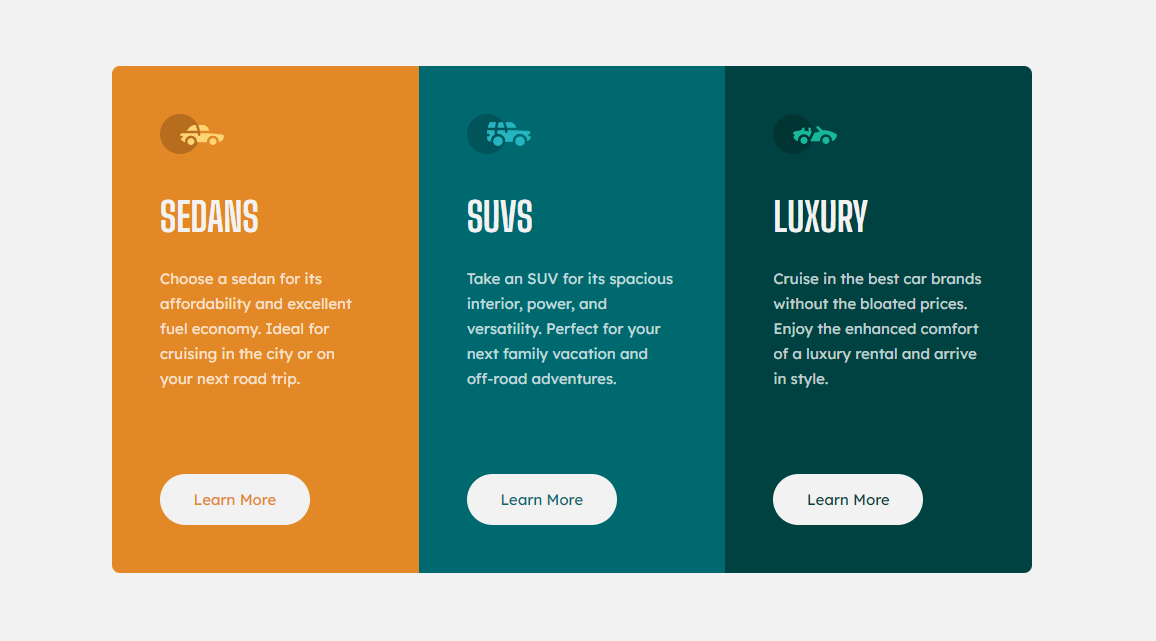 SEDANS
Choose a sedan for its
affordability and excellent
fuel economy. Ideal for
cruising in the city or on
your next road trip.
Learn More
SUVS
Take an SUV for its spacious
interior, power, and
versatility. Perfect for your
next family vacation and
off-road adventures.
Learn More
LUXURY
Cruise in the best car brands
without the bloated prices.
Enjoy the enhanced comfort
of a luxury rental and arrive
in style.
Learn More